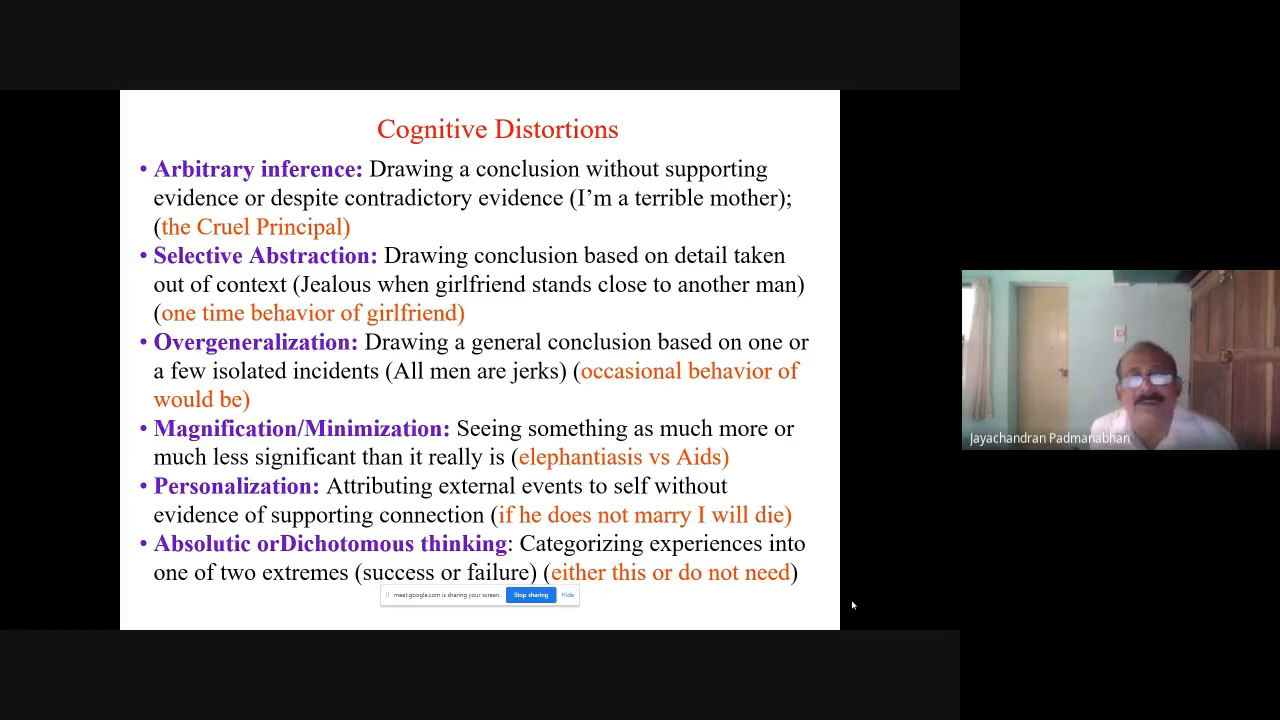 Cognitive Distortions
• Arbitrary inference: Drawing a conclusion without supporting
evidence or despite contradictory evidence (I'm a terrible mother);
(the Cruel Principal)
• Selective Abstraction: Drawing conclusion based on detail taken
out of context (Jealous when girlfriend stands close to another man)
(one time behavior of girlfriend)
• Overgeneralization: Drawing a general conclusion based on one or
a few isolated incidents (All men are jerks) (occasional behavior of
would be)
• Magnification/Minimization: Seeing something as much more or
much less significant than it really is (elephantiasis vs Aids)
• Personalization: Attributing external events to self without
evidence of supporting connection (if he does not marry I will die)
• Absolutic orDichotomous thinking: Categorizing experiences into
one of two extremes (success or failure) (either this or do not need)
meet.google.com is sharing your screen. Stop sharing Hide
Jayachandran Padmanabhan